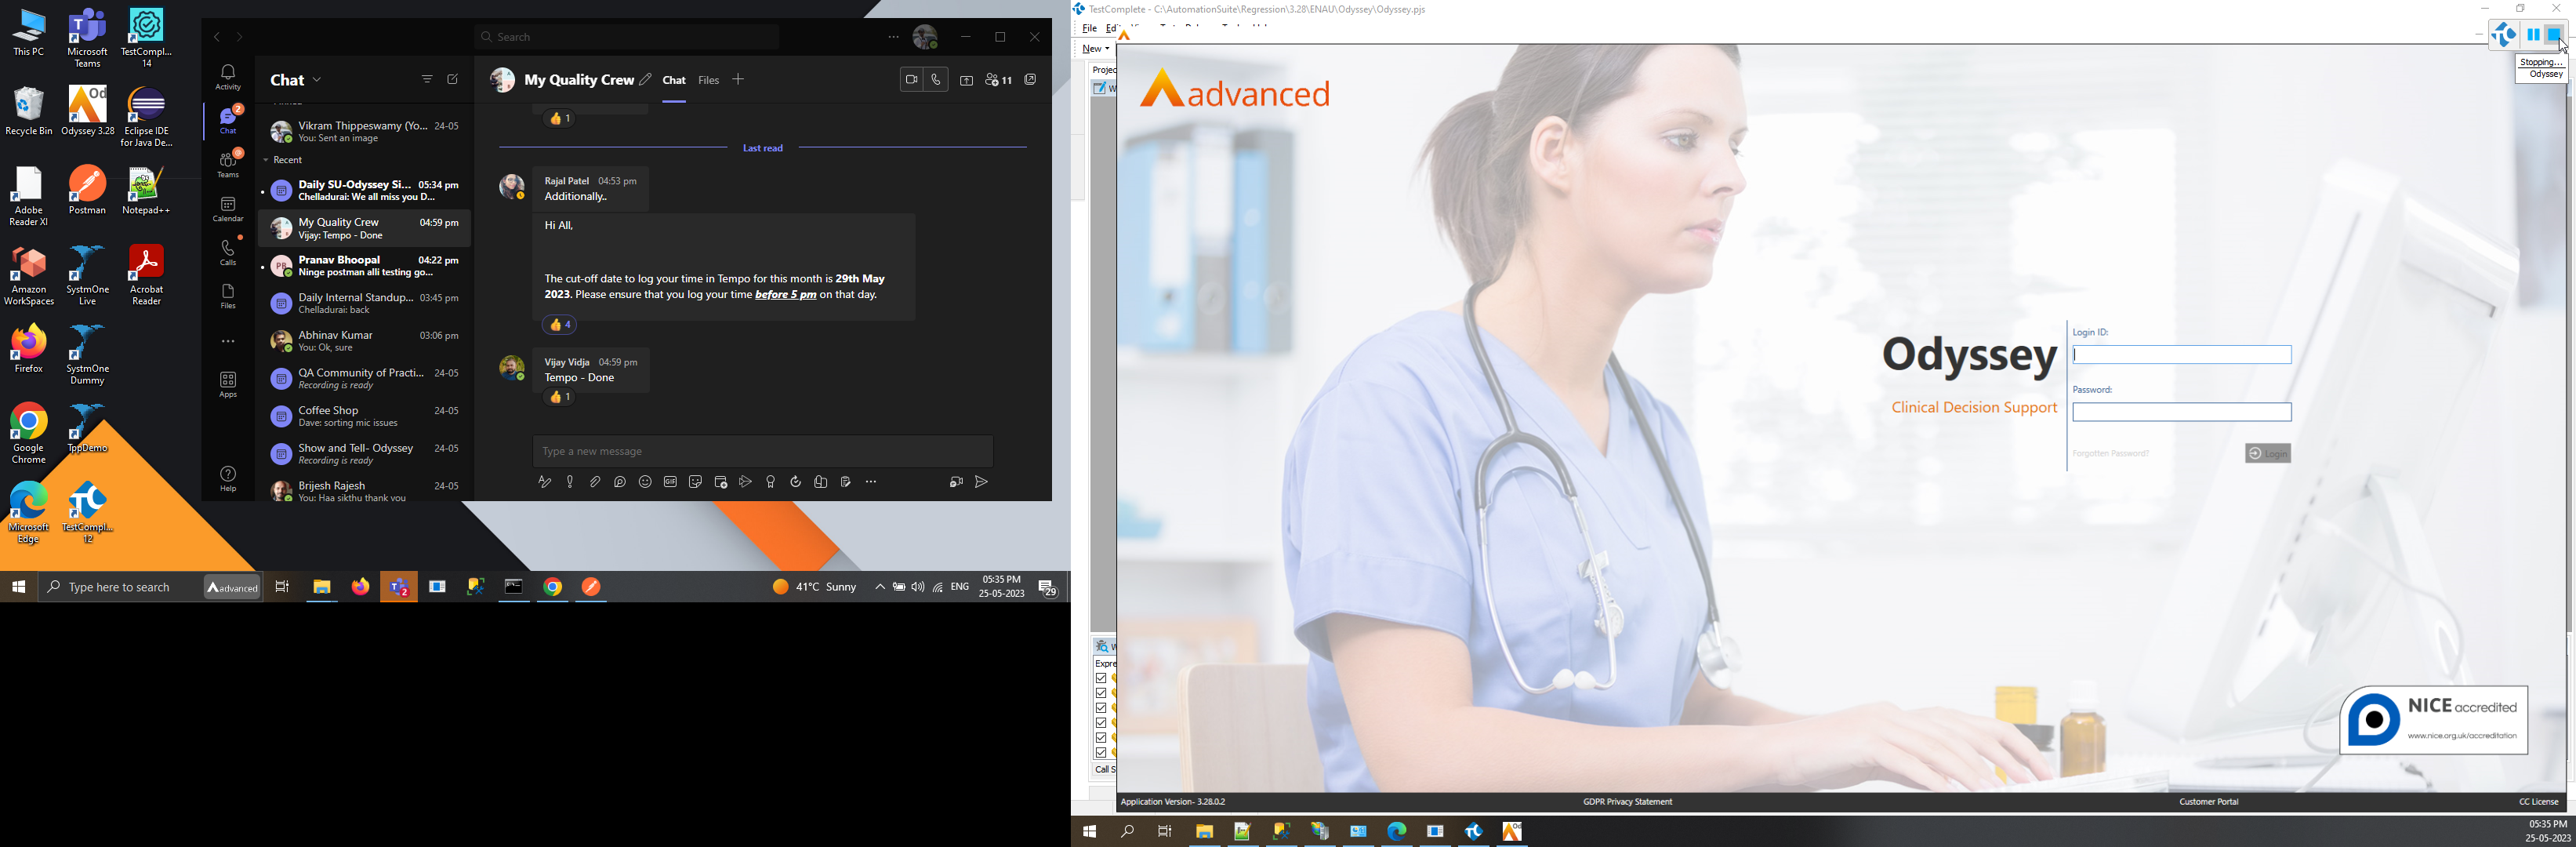 This PC
Microsoft Teams
TestCompl... 14
Recycle Bin
Odyssey 3.28
Eclipse IDE for Java De...
Adobe Reader XI
Postman
Notepad++
Amazon WorkSpaces
SystmOne Live
Acrobat Reader
Firefox
SystmOne Dummy
Google Chrome
TppDemo
Microsoft Edge
TestCompl... 12
Search
Activity
Chat
2
Teams
Calendar
Calls
Files
Apps
Help
Chat
Vikram Thippeswamy (Yo... 24-05
You: Sent an image
Recent
Daily SU-Odyssey Si... 05:34 pm
Chelladurai: We all miss you D...
My Quality Crew 04:59 pm
Vijay: Tempo - Done
PB
Pranav Bhoopal 04:22 pm
Ninge postman alli testing go...
Daily Internal Standup... 03:45 pm
Chelladurai: back
Abhinav Kumar 03:06 pm
You: Ok, sure
QA Community of Practi... 24-05
Recording is ready
Coffee Shop 24-05
Dave: sorting mic issues
Show and Tell- Odyssey 24-05
Recording is ready
Brijesh Rajesh 24-05
You: Haa sikthu thank you
My Quality Crew Chat Files
11
1
Last read
Rajal Patel 04:53 pm
Additionally..
Hi All,
The cut-off date to log your time in Tempo for this month is 29th May
2023. Please ensure that you log your time before 5 pm on that day.
4
Vijay Vidja 04:59 pm
Tempo - Done
1
Type a new message
GIF
Type here to search
advanced
2
41°C Sunny
ENG
05:35 PM
25-05-2023
29
TestComplete - C:\AutomationSuite\Regression\3.28\ENAU\Odyssey\Odyssey.pjs
File
New
Stopping...
Odyssey
advanced
Odyssey
Clinical Decision Support
Login ID:
Password:
Forgotten Password?
Login
NICE accredited
www.nice.org.uk/accreditation
Application Version- 3.28.0.2
GDPR Privacy Statement
Customer Portal
CC License
05:35 PM
25-05-2023